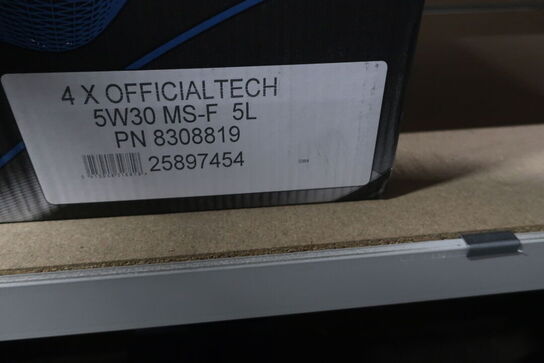 4 X OFFICIALTECH
5W30 MS-F 5L
PN 8308819
25897454